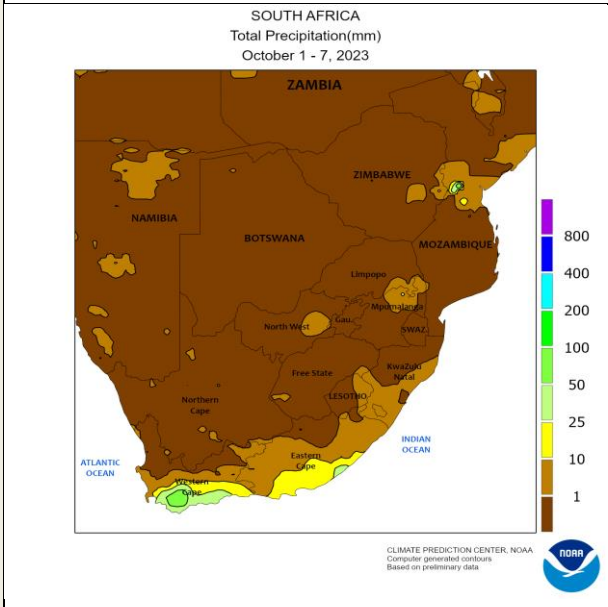 SOUTH AFRICA
Total Precipitation(mm)
October 1 - 7, 2023
ZAMBIA
ZIMBABWE
NAMIBIA
BOTSWANA
MOZAMBIQUE
Limpopo
Mpumalanga
North West
Gau.
SWAZ.
Free State
KwaZulu
Natal
Northern
Cape
LESOTHO
INDIAN
OCEAN
Eastern
Cape
ATLANTIC
OCEAN
Western
Cape
800
400
200
100
50
25
10
1
CLIMATE PREDICTION CENTER, NOAA
Computer generated contours
Based on preliminary data
NOAA